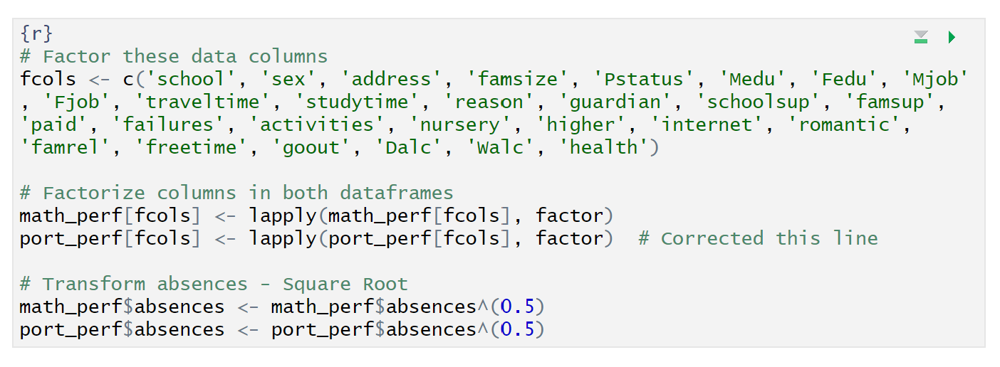 {r}
# Factor these data columns
fcols <- c('school', 'sex', 'address', 'famsize', 'Pstatus', 'Medu', 'Fedu', 'Mjob'
, 'Fjob', 'traveltime', 'studytime', 'reason', 'guardian', 'schoolsup', 'famsup',
'paid', 'failures', 'activities', 'nursery', 'higher', 'internet', 'romantic',
'famrel', 'freetime', 'goout', 'Dalc', 'Walc', 'health')

# Factorize columns in both dataframes
math_perf[fcols] <- lapply(math_perf[fcols], factor)
port_perf[fcols] <- lapply(port_perf[fcols], factor)  # Corrected this line

# Transform absences - Square Root
math_perf$absences <- math_perf$absences^(0.5)
port_perf$absences <- port_perf$absences^(0.5)